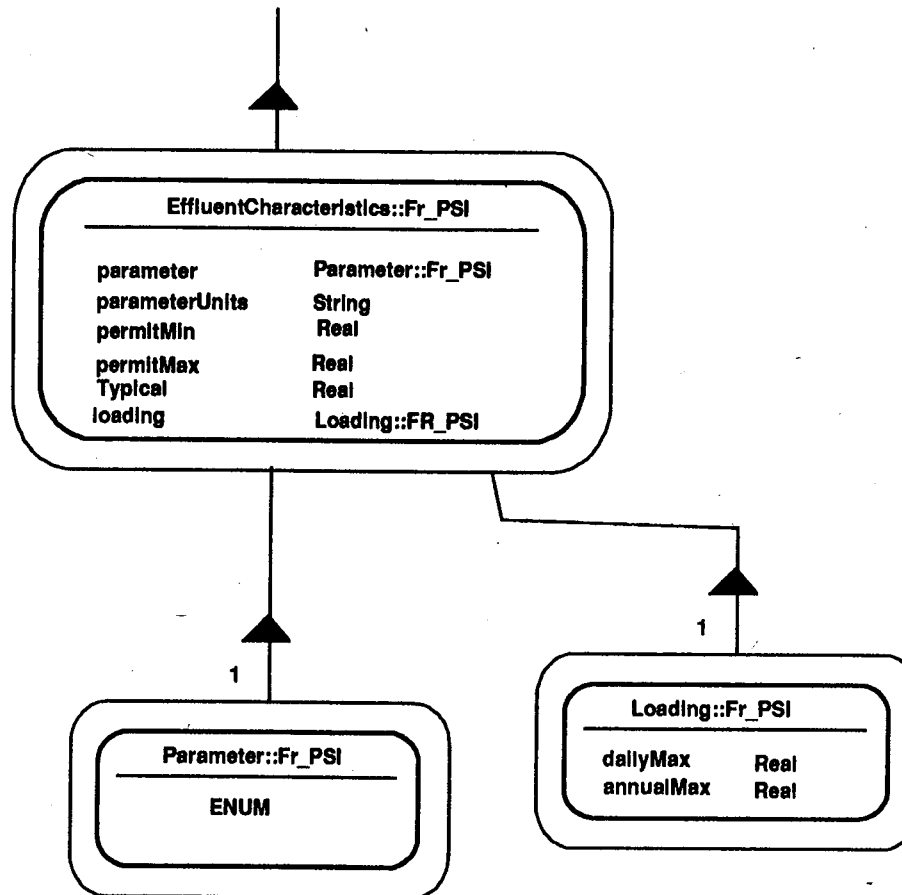 EffluentCharacteristics::Fr_PSI
parameter Parameter::Fr_PSI
parameterUnits String
permitMin Real
permitMax Real
Typical Real
loading Loading::FR_PSI
1
1
Parameter::Fr_PSI
ENUM
Loading::Fr_PSI
dailyMax Real
annualMax Real